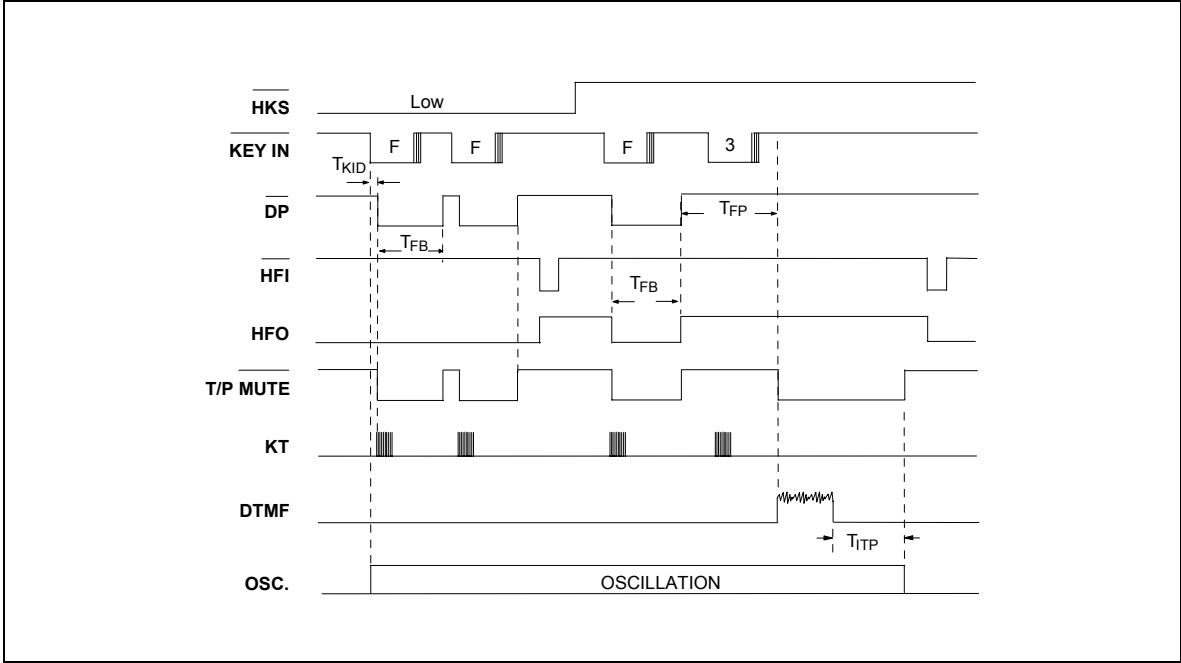 HKS Low
KEY IN F F F 3
TKID
DP TFP
TFB
HFI TFB
HFO
T/P MUTE
KT
DTMF
TITP
OSC. OSCILLATION